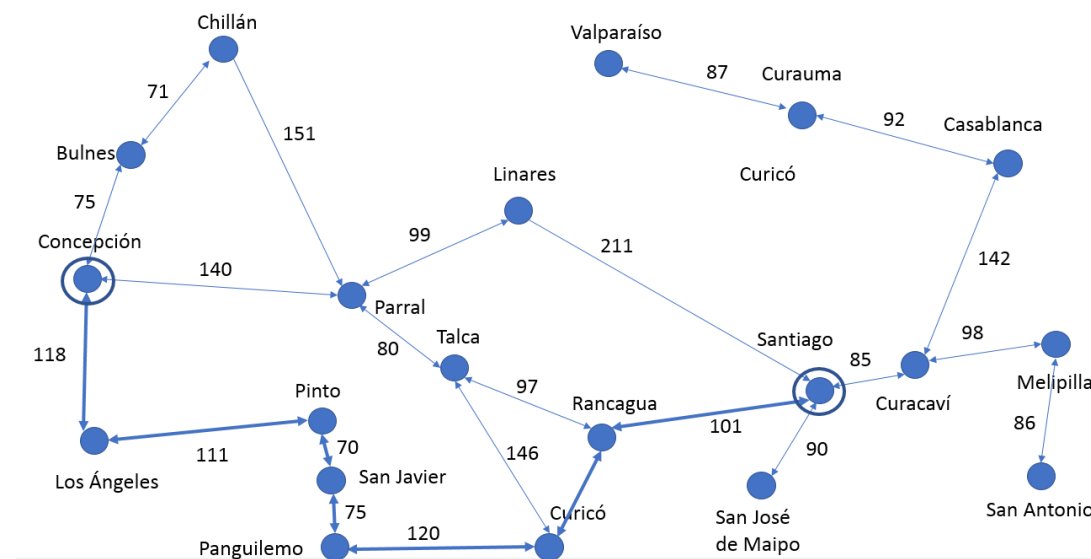 Chillán
Valparaíso
87
Curauma
71
92
Casablanca
151
Bulnes
Linares
Curicó
75
99
211
Concepción
140
142
Parral
Talca
Santiago
118
80
85
98
Pinto
97
Rancagua
Curacaví
Melipilla
101
111
70
146
90
86
Los Ángeles
San Javier
75
Curicó
San José
de Maipo
San Antonio
Panguilemo
120